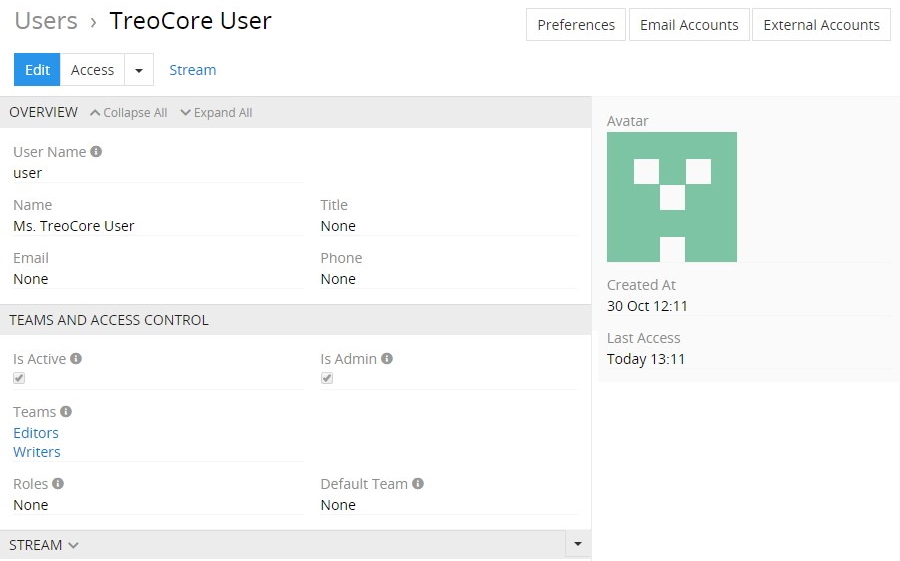 Users › TreoCore User
Preferences Email Accounts External Accounts
Edit Access Stream
OVERVIEW Collapse All Expand All
User Name
user
Name Title
Ms. TreoCore User None
Email Phone
None None
TEAMS AND ACCESS CONTROL
Is Active Is Admin
Teams
Editors
Writers
Roles Default Team
None None
STREAM
Avatar
Created At
30 Oct 12:11
Last Access
Today 13:11